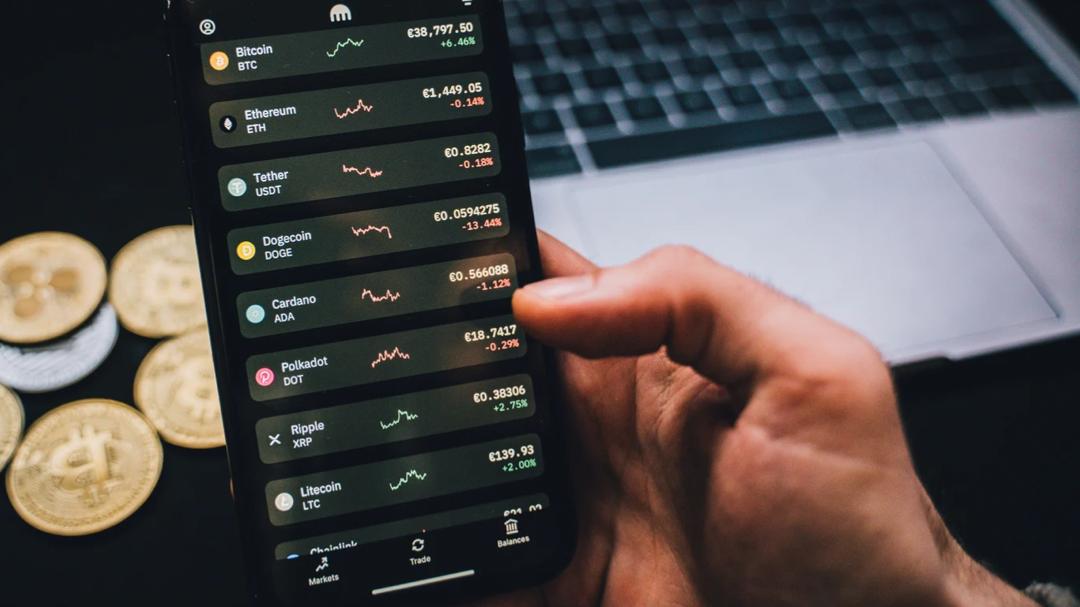 Bitcoin
BTC
€38,797.50
+6.46%
Ethereum
ETH
€1,449.05
-0.14%
Tether
USDT
€0.8282
-0.18%
Dogecoin
DOGE
€0.0594275
-13.44%
Cardano
ADA
€0.566088
-1.12%
Polkadot
DOT
€18.7417
-0.29%
Ripple
XRP
€0.38306
+2.75%
Litecoin
LTC
€139.93
+2.00%
Chainlink
Markets
Trade
Balances